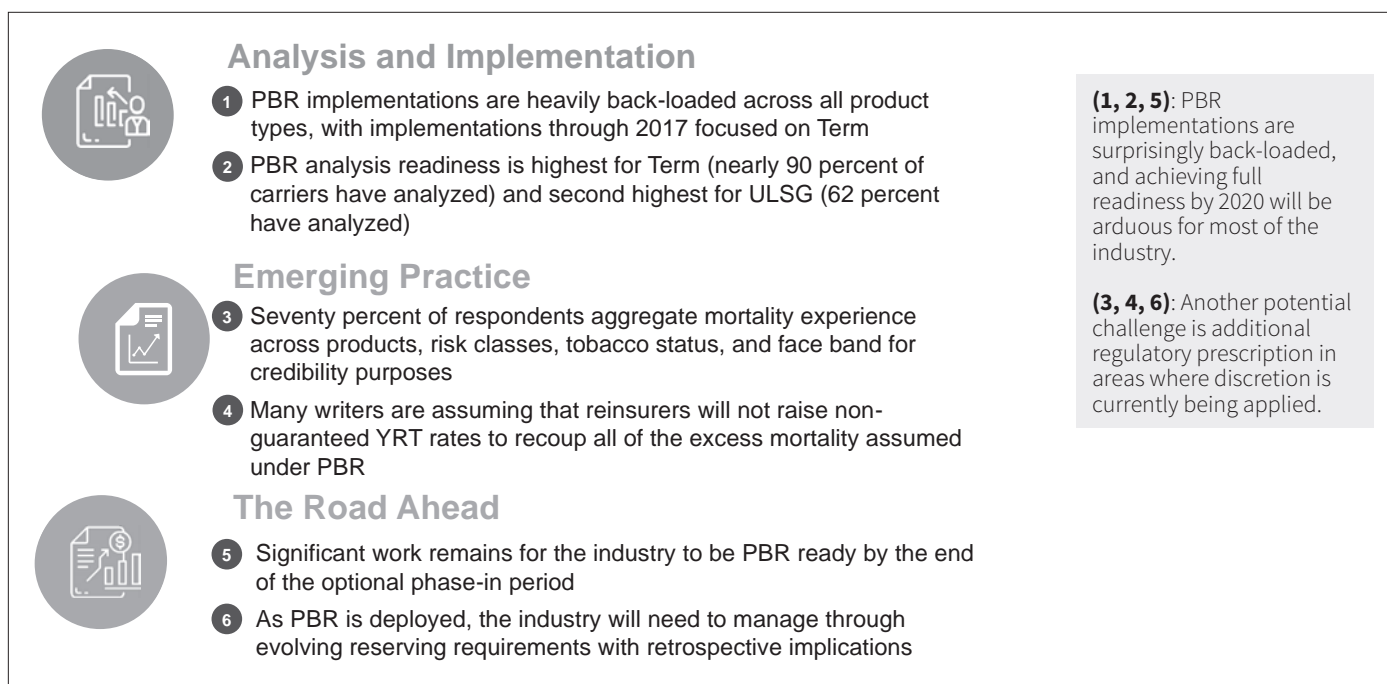 Analysis and Implementation
1 PBR implementations are heavily back-loaded across all product
types, with implementations through 2017 focused on Term
2 PBR analysis readiness is highest for Term (nearly 90 percent of
carriers have analyzed) and second highest for ULSG (62 percent
have analyzed)
Emerging Practice
3 Seventy percent of respondents aggregate mortality experience
across products, risk classes, tobacco status, and face band for
credibility purposes
4 Many writers are assuming that reinsurers will not raise non-
guaranteed YRT rates to recoup all of the excess mortality assumed
under PBR
The Road Ahead
5 Significant work remains for the industry to be PBR ready by the end
of the optional phase-in period
6 As PBR is deployed, the industry will need to manage through
evolving reserving requirements with retrospective implications
(1, 2, 5): PBR
implementations are
surprisingly back-loaded,
and achieving full
readiness by 2020 will be
arduous for most of the
industry.
(3, 4, 6): Another potential
challenge is additional
regulatory prescription in
areas where discretion is
currently being applied.